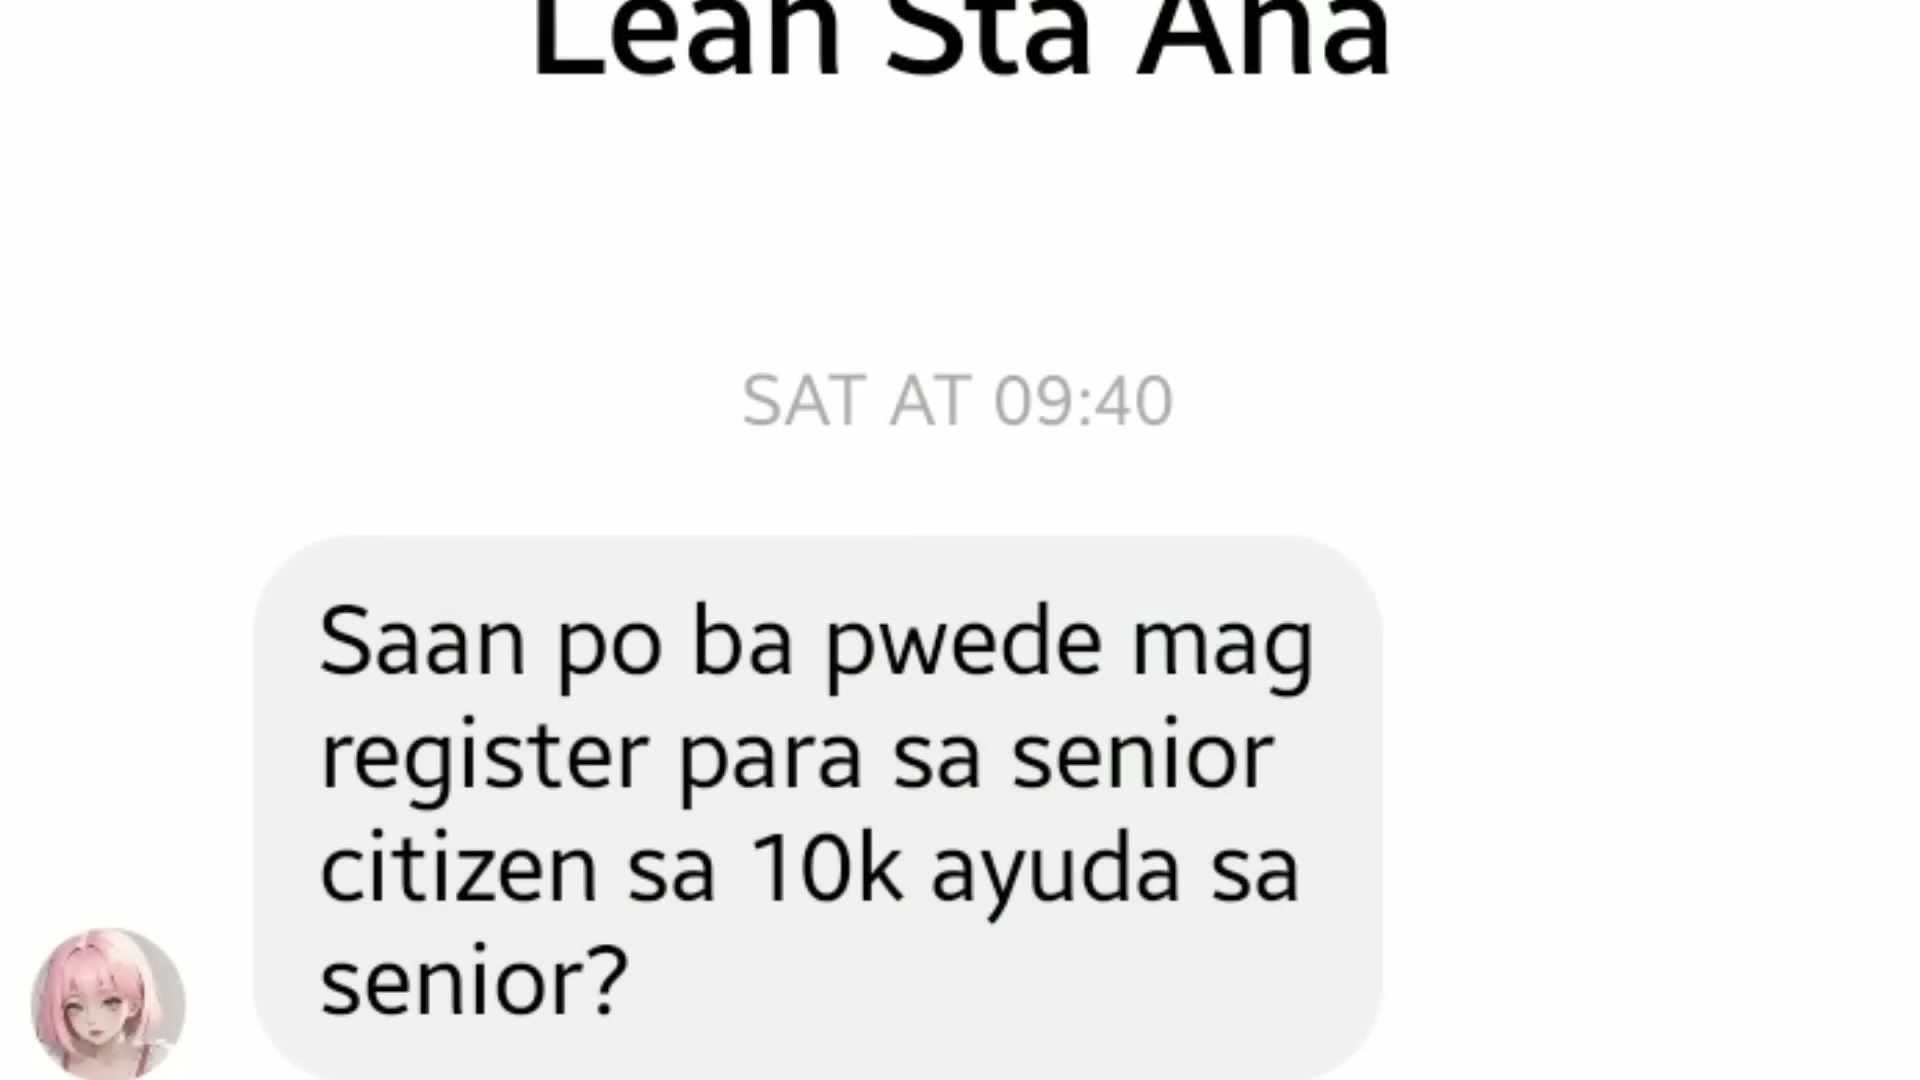 Leah Sta Ana
SAT AT 09:40
Saan po ba pwede mag
register para sa senior
citizen sa 10k ayuda sa
senior?